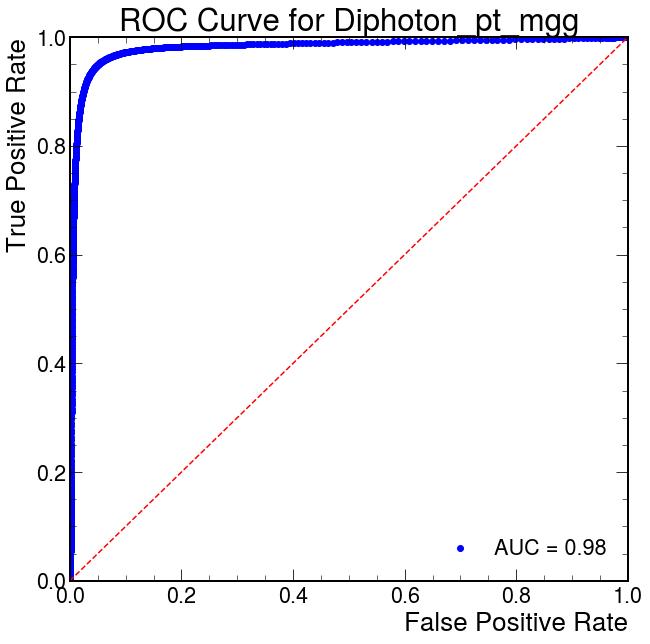 ROC Curve for Diphoton_pt_mgg
True Positive Rate
1.0
0.8
0.6
0.4
0.2
0.0
0.0 0.2 0.4 0.6 0.8 1.0
AUC = 0.98
False Positive Rate